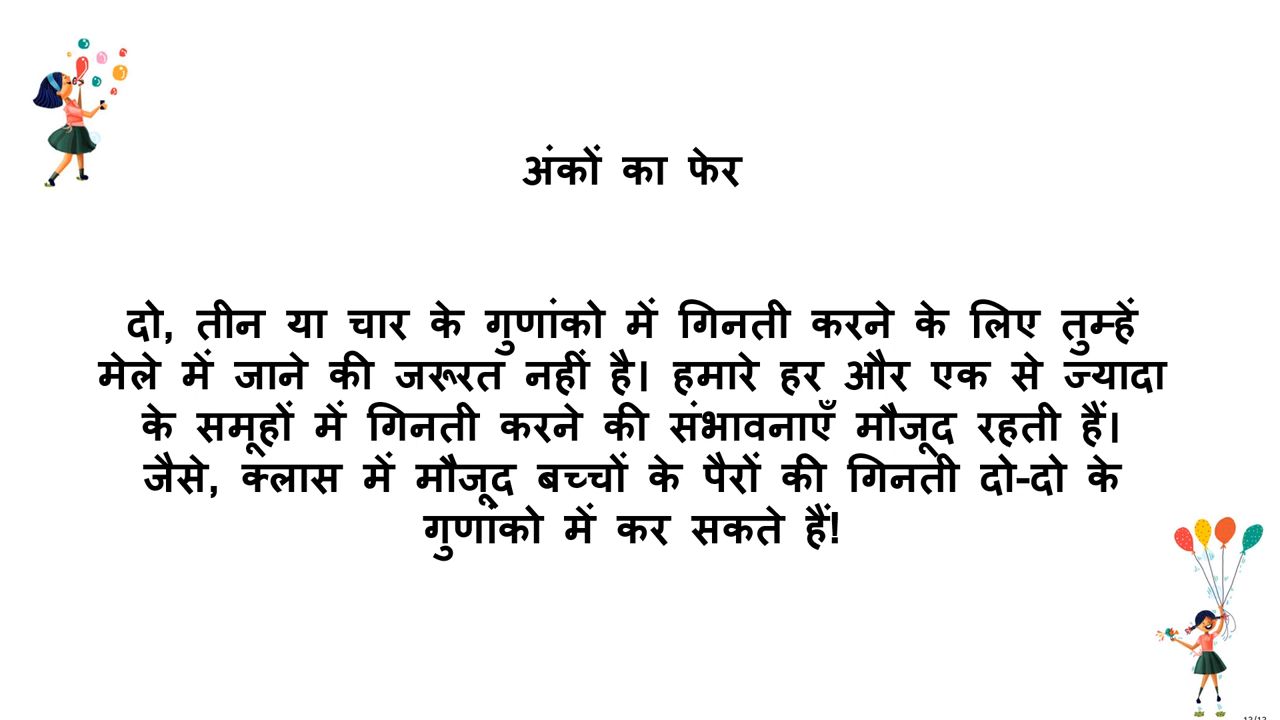 अंकों का फेर
दो, तीन या चार के गुणांको में गिनती करने के लिए तुम्हें
मेले में जाने की जरूरत नहीं है। हमारे हर और एक से ज्यादा
के समूहों में गिनती करने की संभावनाएँ मौजूद रहती हैं।
जैसे, क्लास में मौजूद बच्चों के पैरों की गिनती दो-दो के
गुणांको में कर सकते हैं!